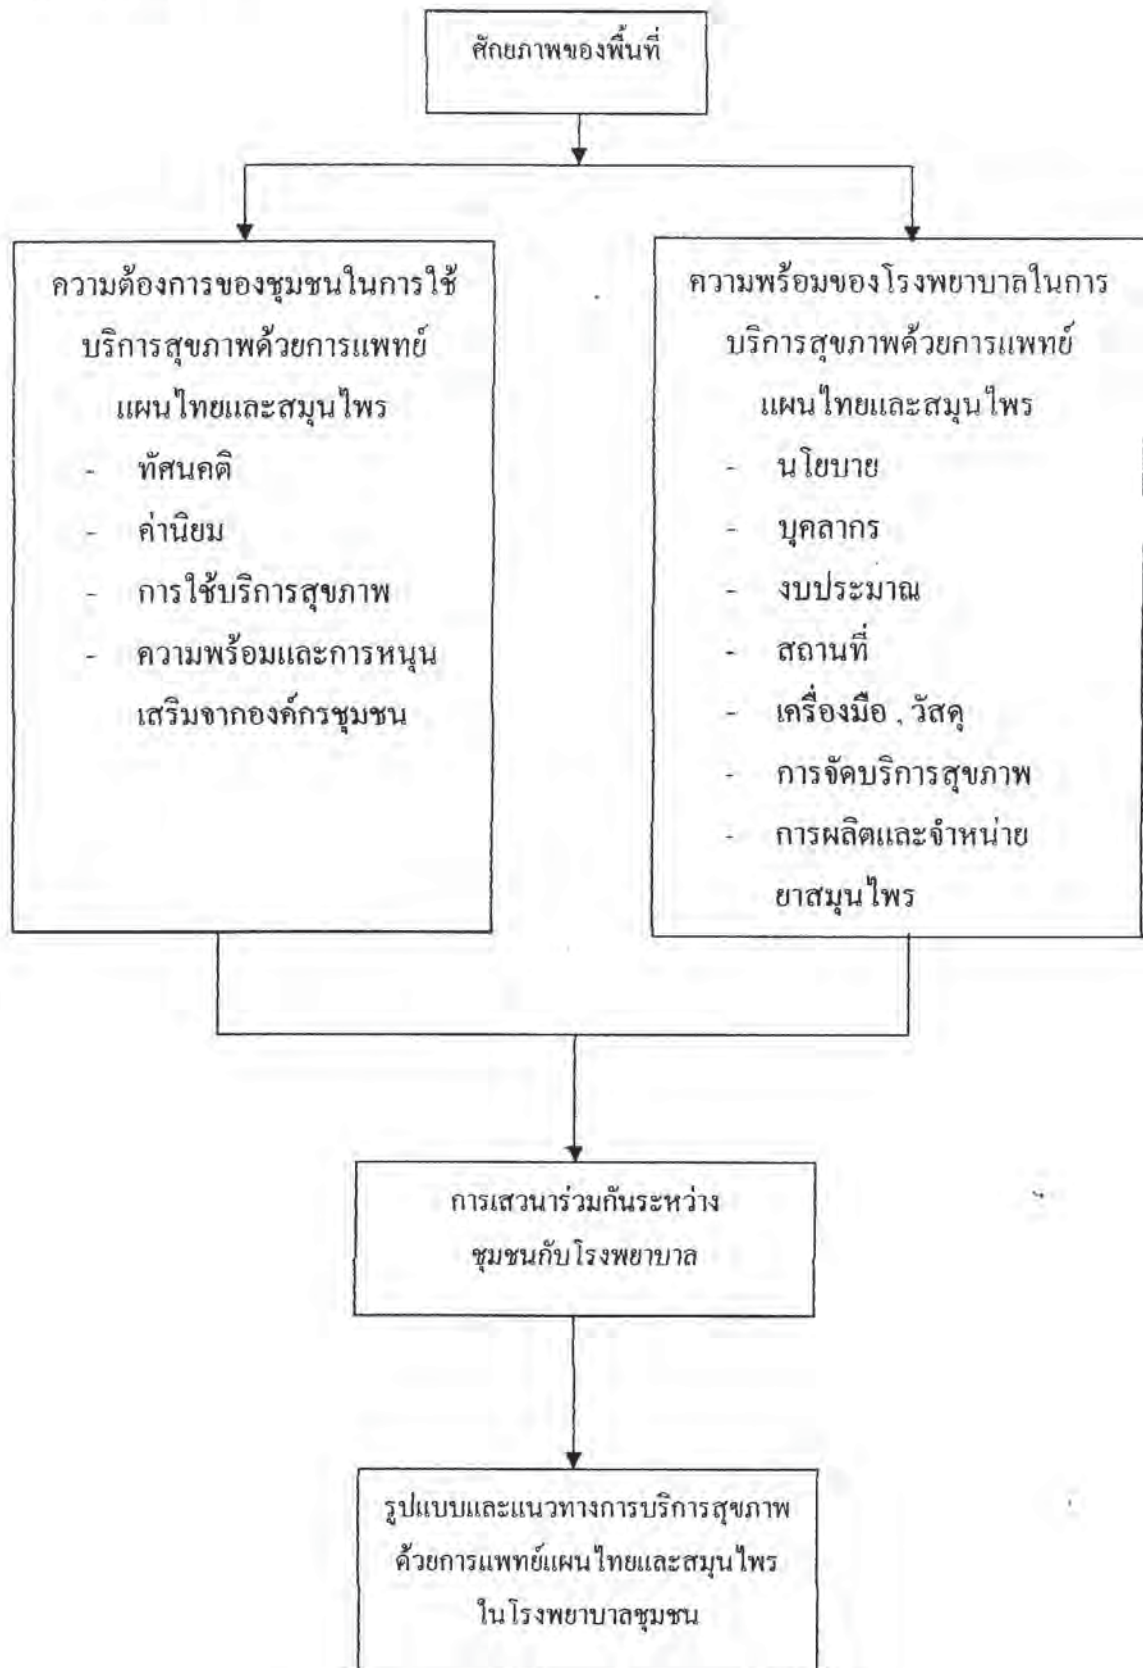 ศักยภาพของพื้นที่
ความต้องการของชุมชนในการใช้
บริการสุขภาพด้วยการแพทย์
แผนไทยและสมุนไพร
- ทัศนคติ
- ค่านิยม
- การใช้บริการสุขภาพ
- ความพร้อมและการหนุน
เสริมจากองค์กรชุมชน
ความพร้อมของโรงพยาบาลในการ
บริการสุขภาพด้วยการแพทย์
แผนไทยและสมุนไพร
- นโยบาย
- บุคลากร
- งบประมาณ
- สถานที่
- เครื่องมือ , วัสดุ
- การจัดบริการสุขภาพ
- การผลิตและจำหน่าย
ยาสมุนไพร
การเสวนาร่วมกันระหว่าง
ชุมชนกับโรงพยาบาล
รูปแบบและแนวทางการบริการสุขภาพ
ด้วยการแพทย์แผนไทยและสมุนไพร
ในโรงพยาบาลชุมชน